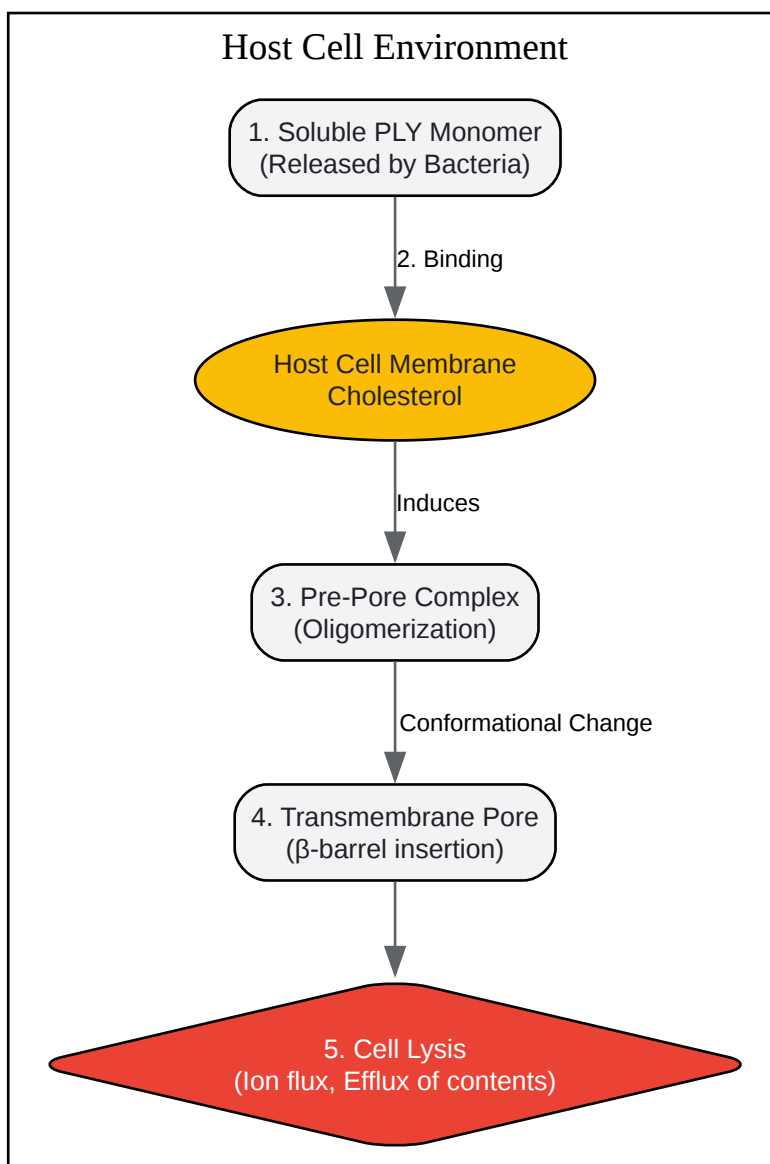 Host Cell Environment
1. Soluble PLY Monomer
(Released by Bacteria)
2. Binding
Host Cell Membrane
Cholesterol
Induces
3. Pre-Pore Complex
(Oligomerization)
Conformational Change
4. Transmembrane Pore
(β-barrel insertion)
5. Cell Lysis
(Ion flux, Efflux of contents)